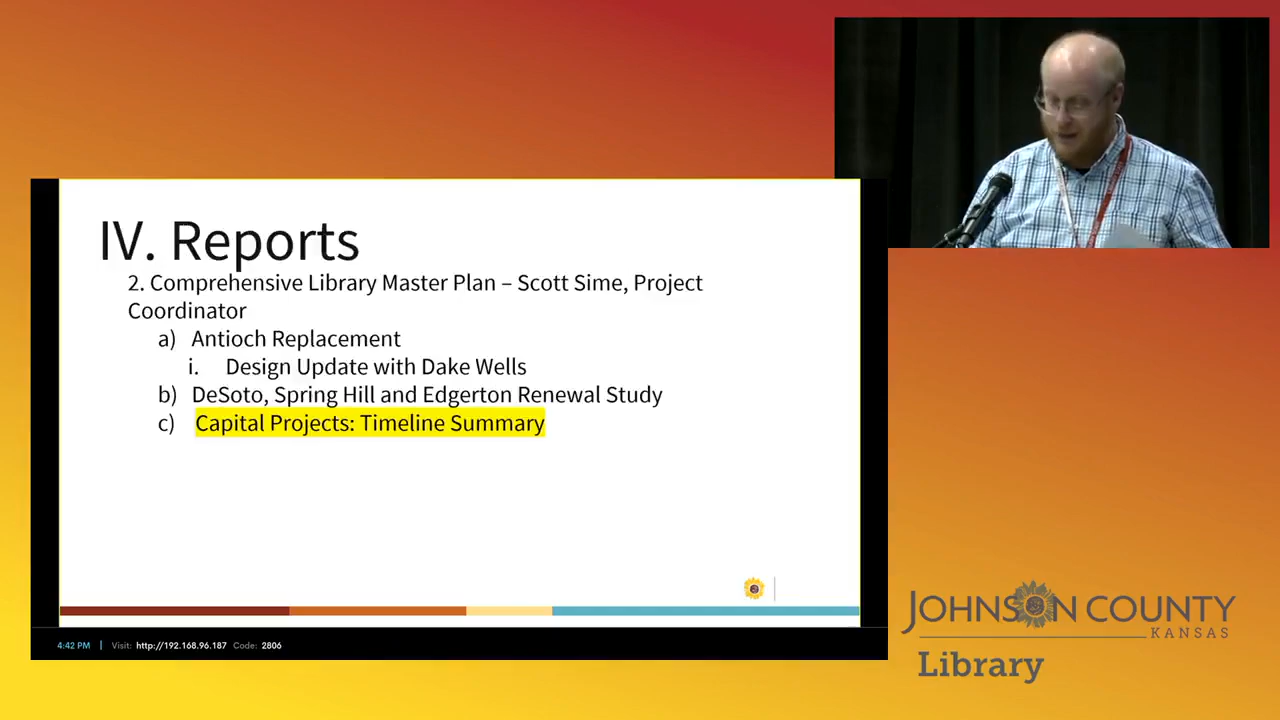 IV. Reports
2. Comprehensive Library Master Plan – Scott Sime, Project
Coordinator
a) Antioch Replacement
i. Design Update with Dake Wells
b) DeSoto, Spring Hill and Edgerton Renewal Study
c) Capital Projects: Timeline Summary
4:42 PM | Visit: http://192.168.96.187 Code: 2806
JOHNSON COUNTY
KANSAS
Library